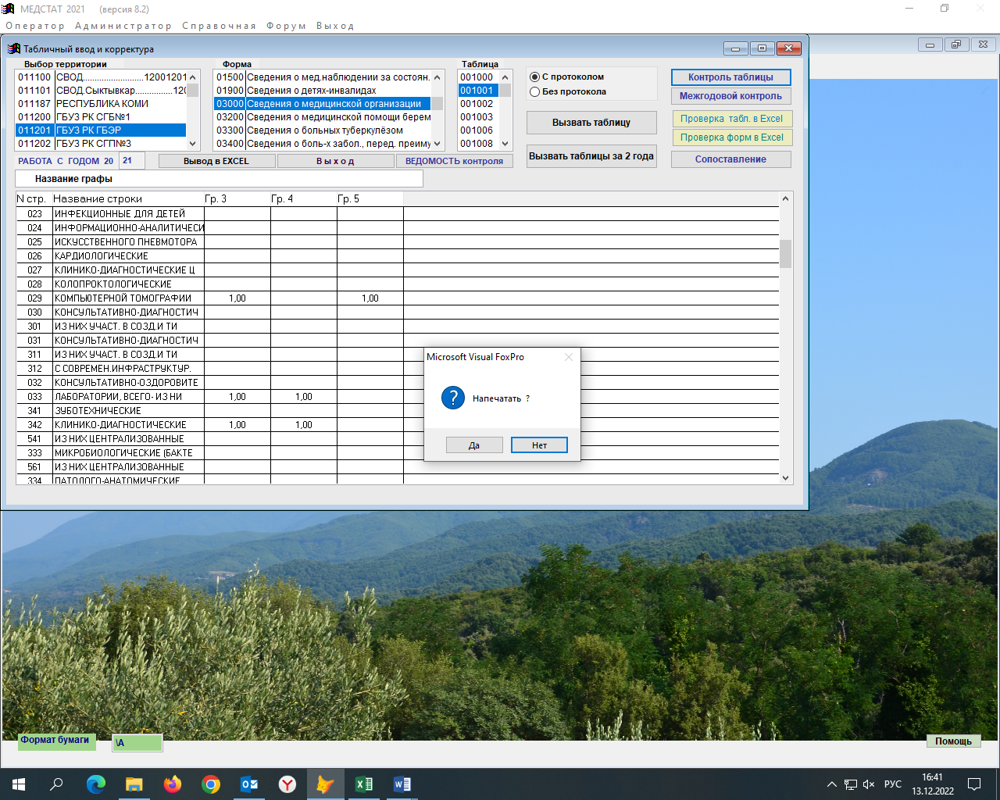 МЕДСТАТ 2021 (версия 8.2)
Оператор Администратор Справочная Форум Выход
Табличный ввод и корректура
Выбор территории Форма Таблица
011100 СВОД..........................12001201
011101 СВОД.Сыктывкар................120
011187 РЕСПУБЛИКА КОМИ
011200 ГБУЗ РК СГБ№1
011201 ГБУЗ РК ГБЭР
011202 ГБУЗ РК СГП№3
01500 Сведения о мед.наблюдении за состоян.
01900 Сведения о детях-инвалидах
03000 Сведения о медицинской организации
03200 Сведения о медицинской помощи берем
03300 Сведения о больных туберкулёзом
03400 Сведения о боль-х забол., перед. преиму
001000
001001
001002
001003
001006
001008
С протоколом
Без протокола
Вызвать таблицу
Вызвать таблицы за 2 года
Контроль таблицы
Межгодовой контроль
Проверка табл. в Excel
Проверка форм в Excel
Сопоставление
РАБОТА С ГОДОМ 20 21 Вывод в EXCEL В ы х о д ВЕДОМОСТЬ контроля
Название графы
N стр. Название строки Гр. 3 Гр. 4 Гр. 5
023 ИНФЕКЦИОННЫЕ ДЛЯ ДЕТЕЙ
024 ИНФОРМАЦИОННО-АНАЛИТИЧЕСИ
025 ИСКУССТВЕННОГО ПНЕВМОТОРА
026 КАРДИОЛОГИЧЕСКИЕ
027 КЛИНИКО-ДИАГНОСТИЧЕСКИЕ Ц
028 КОЛОПРОКТОЛОГИЧЕСКИЕ
029 КОМПЬЮТЕРНОЙ ТОМОГРАФИИ 1,00 1,00
030 КОНСУЛЬТАТИВНО-ДИАГНОСТИЧ
301 ИЗ НИХ УЧАСТ. В СОЗД.И ТИ
031 КОНСУЛЬТАТИВНО-ДИАГНОСТИЧ
311 ИЗ НИХ УЧАСТ. В СОЗД.И ТИ
312 С СОВРЕМЕН.ИНФРАСТРУКТУР.
032 КОНСУЛЬТАТИВНО-ОЗДОРОВИТЕ
033 ЛАБОРАТОРИИ, ВСЕГО- ИЗ НИ 1,00 1,00
341 ЗУБОТЕХНИЧЕСКИЕ
342 КЛИНИКО-ДИАГНОСТИЧЕСКИЕ 1,00 1,00
541 ИЗ НИХ ЦЕНТРАЛИЗОВАННЫЕ
333 МИКРОБИОЛОГИЧЕСКИЕ (БАКТЕ
561 ИЗ НИХ ЦЕНТРАЛИЗОВАННЫЕ
334 ПАТОЛОГО-АНАТОМИЧЕСКИЕ
Microsoft Visual FoxPro
Напечатать ?
Да Нет
Формат бумаги \A
Помощь
РУС
16:41
13.12.2022